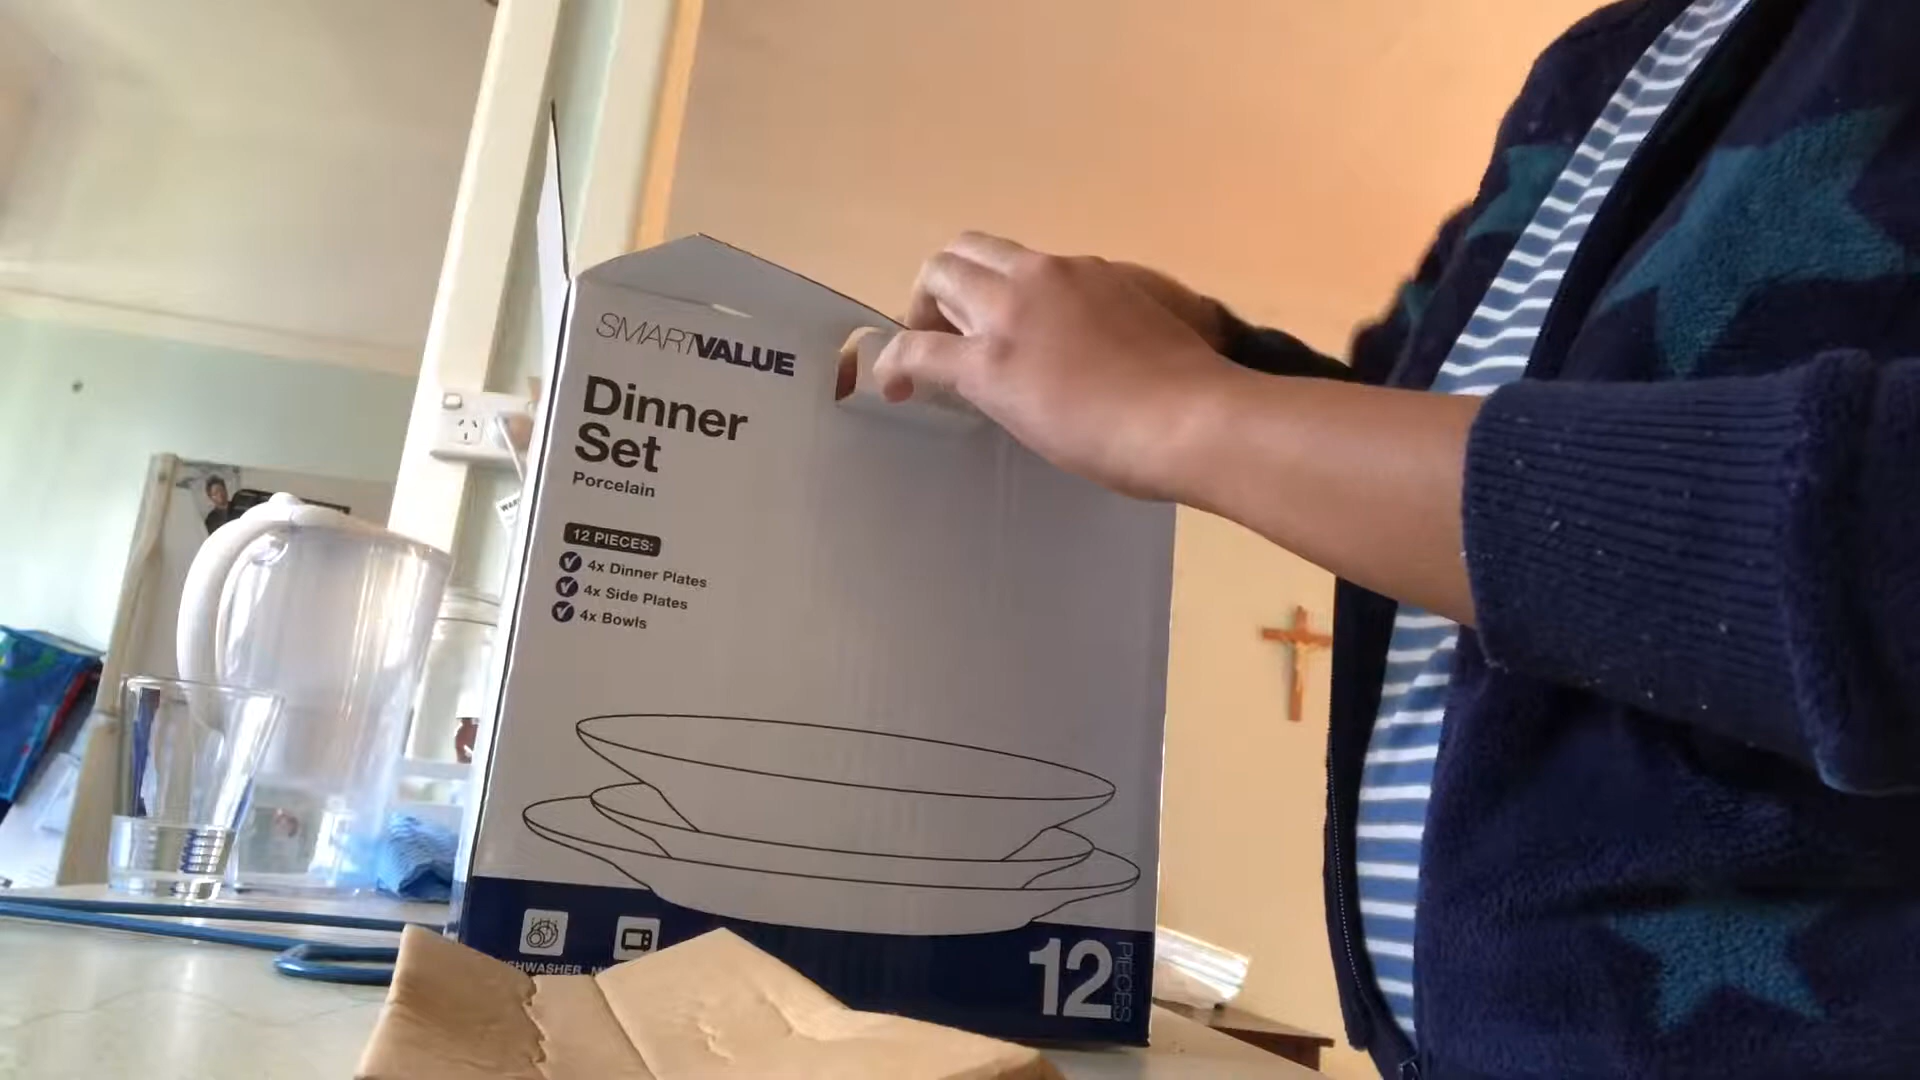 SMARTVALUE
Dinner
Set
Porcelain
12 PIECES:
4x Dinner Plates
4x Side Plates
4x Bowls
12 PIECES